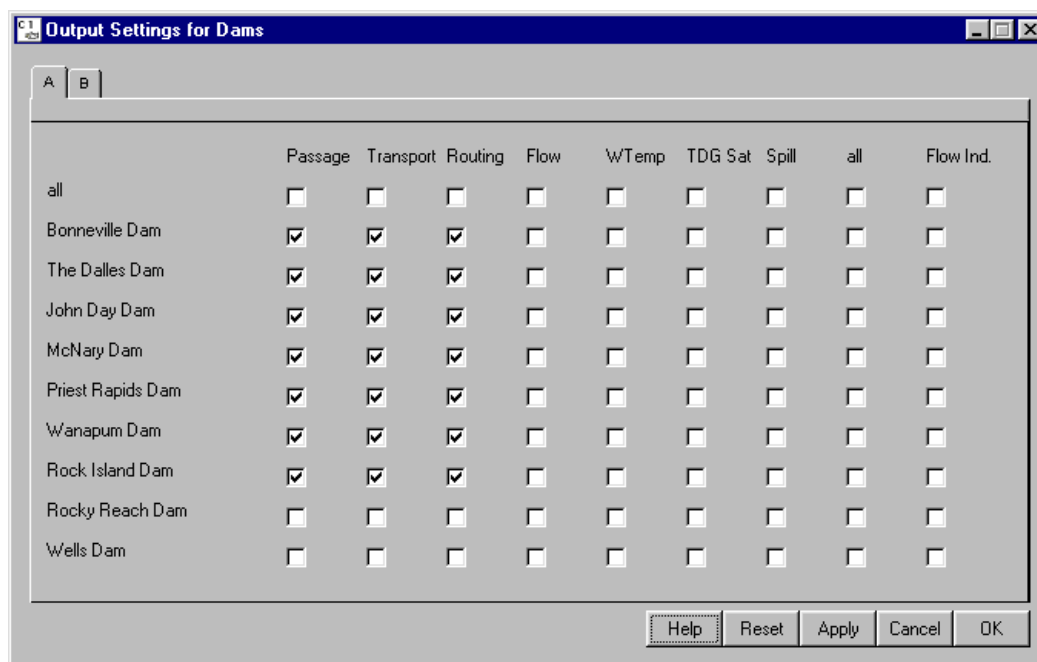 Output Settings for Dams
A B
Passage Transport Routing Flow WTemp TDG Sat Spill all Flow Ind.
all
Bonneville Dam
The Dalles Dam
John Day Dam
McNary Dam
Priest Rapids Dam
Wanapum Dam
Rock Island Dam
Rocky Reach Dam
Wells Dam
Help Reset Apply Cancel OK